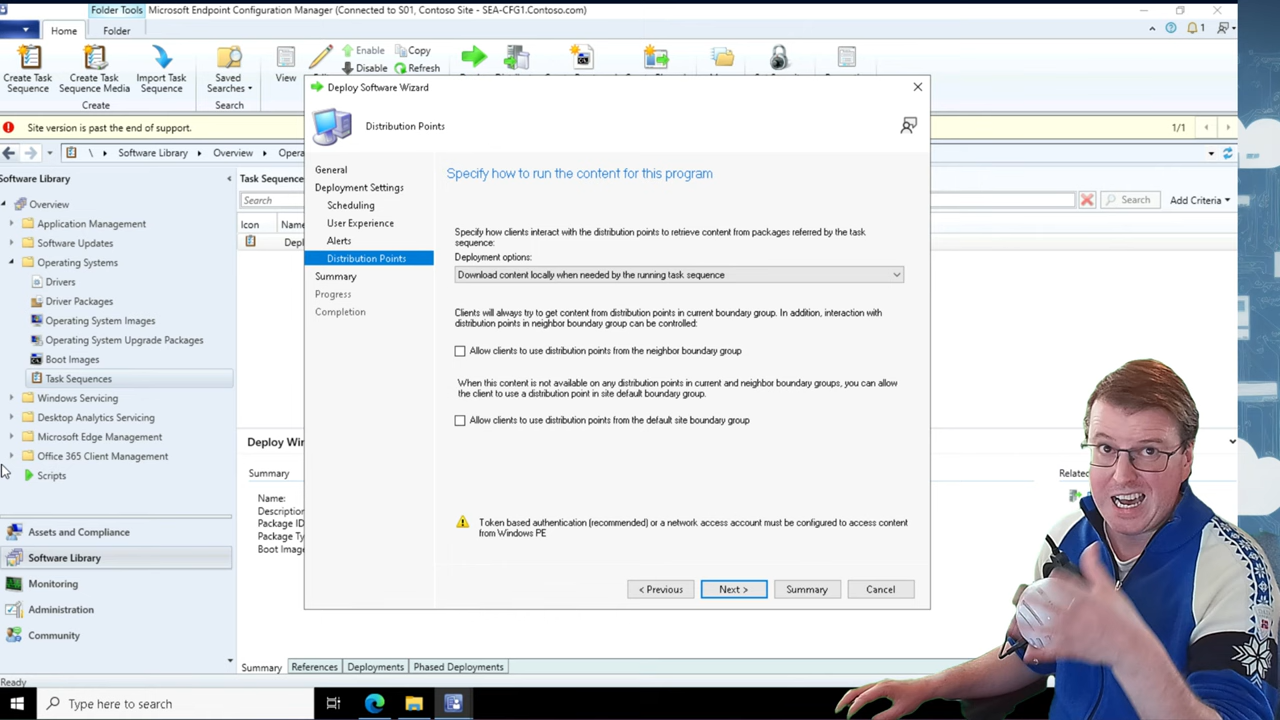 Folder Tools
Microsoft Endpoint Configuration Manager (Connected to S01, Contoso Site - SEA-CFG1.Contoso.com)
Home
Folder
Create Task Sequence
Create Task Sequence Media
Import Task Sequence
Create
Saved Searches
Search
View
Enable
Disable
Copy
Refresh
Site version is past the end of support.
1/1
\
Software Library
Overview
Opera
Software Library
Overview
Application Management
Software Updates
Operating Systems
Drivers
Driver Packages
Operating System Images
Operating System Upgrade Packages
Boot Images
Task Sequences
Windows Servicing
Desktop Analytics Servicing
Microsoft Edge Management
Office 365 Client Management
Scripts
Assets and Compliance
Software Library
Monitoring
Administration
Community
Ready
Task Sequence
Search
Icon
Name
Depl
Search
Add Criteria
Deploy Win
Summary
Name:
Description
Package ID
Package Typ
Boot Imag
Related
Summary
References
Deployments
Phased Deployments
Deploy Software Wizard
Distribution Points
General
Deployment Settings
Scheduling
User Experience
Alerts
Distribution Points
Summary
Progress
Completion
Specify how to run the content for this program
Specify how clients interact with the distribution points to retrieve content from packages referred by the task
sequence:
Deployment options:
Download content locally when needed by the running task sequence
Clients will always try to get content from distribution points in current boundary group. In addition, interaction with
distribution points in neighbor boundary group can be controlled:
Allow clients to use distribution points from the neighbor boundary group
When this content is not available on any distribution points in current and neighbor boundary groups, you can allow
the client to use a distribution point in site default boundary group.
Allow clients to use distribution points from the default site boundary group
Token based authentication (recommended) or a network access account must be configured to access content
from Windows PE
< Previous
Next >
Summary
Cancel
Type here to search